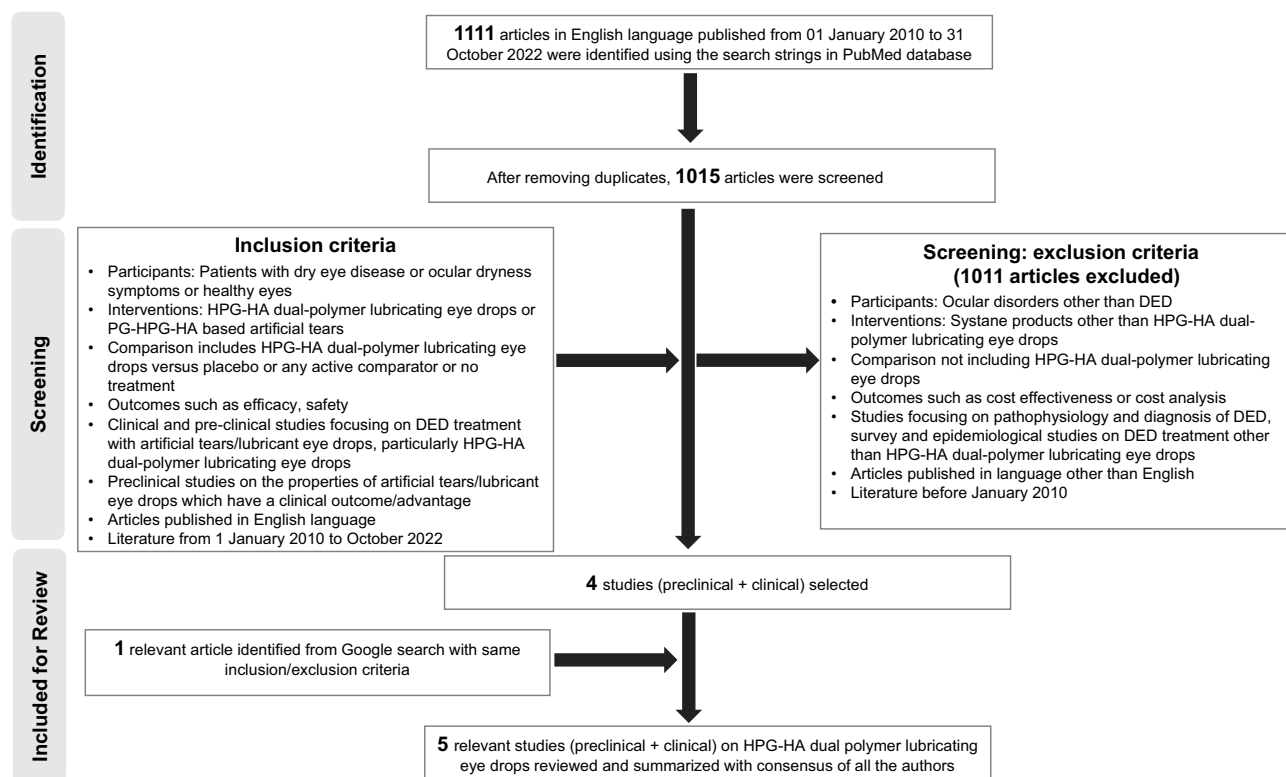 Identification
1111 articles in English language published from 01 January 2010 to 31
October 2022 were identified using the search strings in PubMed database
After removing duplicates, 1015 articles were screened
Screening
Inclusion criteria
• Participants: Patients with dry eye disease or ocular dryness
symptoms or healthy eyes
• Interventions: HPG-HA dual-polymer lubricating eye drops or
PG-HPG-HA based artificial tears
• Comparison includes HPG-HA dual-polymer lubricating eye
drops versus placebo or any active comparator or no
treatment
• Outcomes such as efficacy, safety
• Clinical and pre-clinical studies focusing on DED treatment
with artificial tears/lubricant eye drops, particularly HPG-HA
dual-polymer lubricating eye drops
• Preclinical studies on the properties of artificial tears/lubricant
eye drops which have a clinical outcome/advantage
• Articles published in English language
• Literature from 1 January 2010 to October 2022
Screening: exclusion criteria
(1011 articles excluded)
• Participants: Ocular disorders other than DED
• Interventions: Systane products other than HPG-HA dual-
polymer lubricating eye drops
• Comparison not including HPG-HA dual-polymer lubricating
eye drops
• Outcomes such as cost effectiveness or cost analysis
• Studies focusing on pathophysiology and diagnosis of DED,
survey and epidemiological studies on DED treatment other
than HPG-HA dual-polymer lubricating eye drops
• Articles published in language other than English
• Literature before January 2010
Included for Review
4 studies (preclinical + clinical) selected
1 relevant article identified from Google search with same
inclusion/exclusion criteria
5 relevant studies (preclinical + clinical) on HPG-HA dual polymer lubricating
eye drops reviewed and summarized with consensus of all the authors